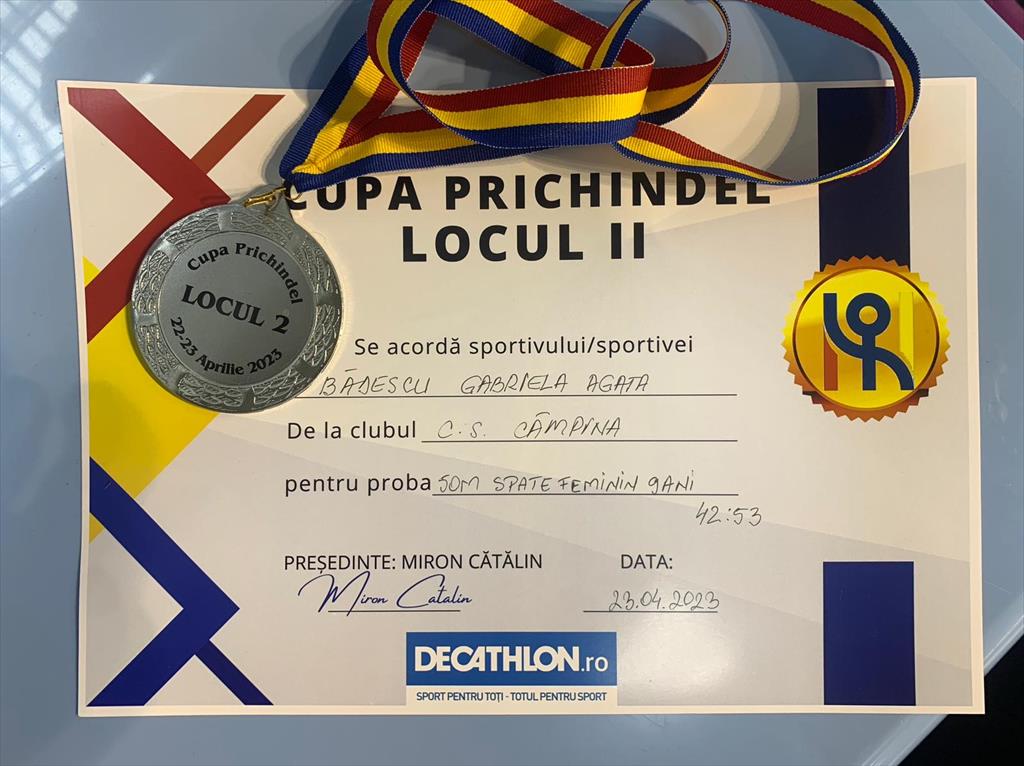 CUPA PRICHINDEL
LOCUL II
Cupa Prichindel
LOCUL 2
22-23 Aprilie 2023
Se acordă sportivului/sportivei
BĂDESCU GABRIELA AGATA
De la clubul C.S. CÂMPINA
pentru proba 50M SPATE FEMININ 9ANI
42:53
PREȘEDINTE: MIRON CĂTĂLIN DATA:
Miron Cătalin 23.04.2023
DECATHLON.ro
SPORT PENTRU TOȚI - TOTUL PENTRU SPORT